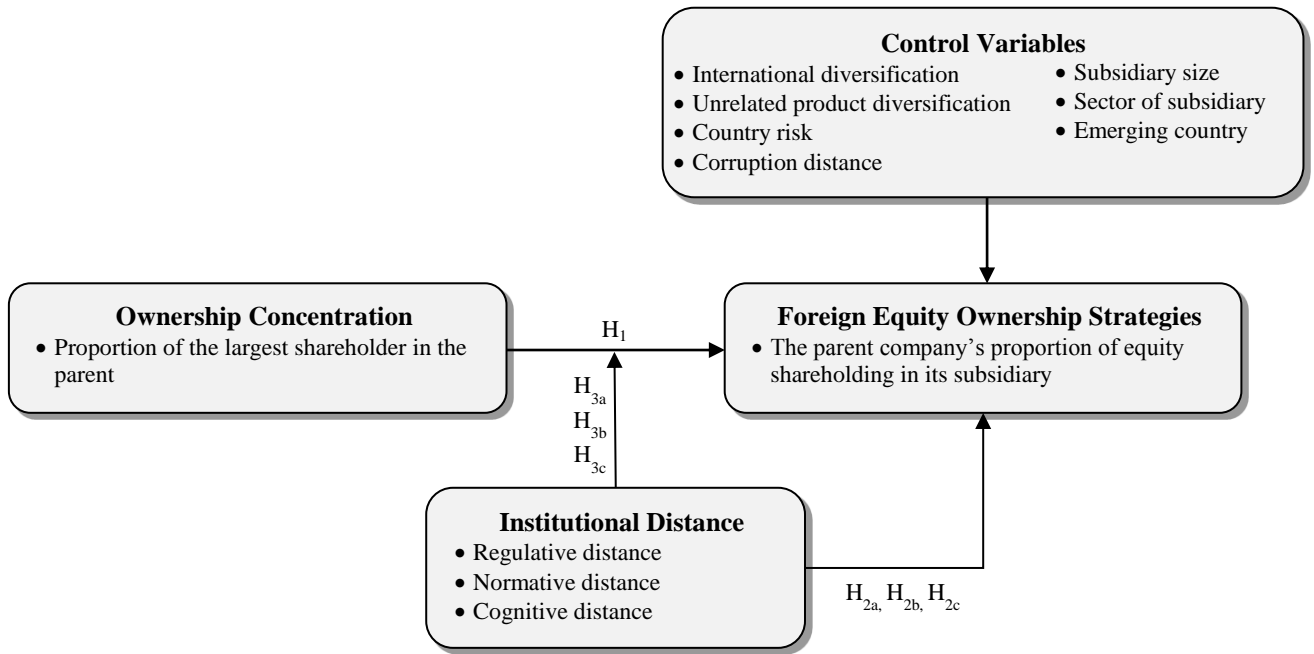 Control Variables
• International diversification
• Unrelated product diversification
• Country risk
• Corruption distance
• Subsidiary size
• Sector of subsidiary
• Emerging country
Ownership Concentration
• Proportion of the largest shareholder in the
parent
H₁
Foreign Equity Ownership Strategies
• The parent company’s proportion of equity
shareholding in its subsidiary
H3a
H3b
H3c
Institutional Distance
• Regulative distance
• Normative distance
• Cognitive distance
H2a, H2b, H2c